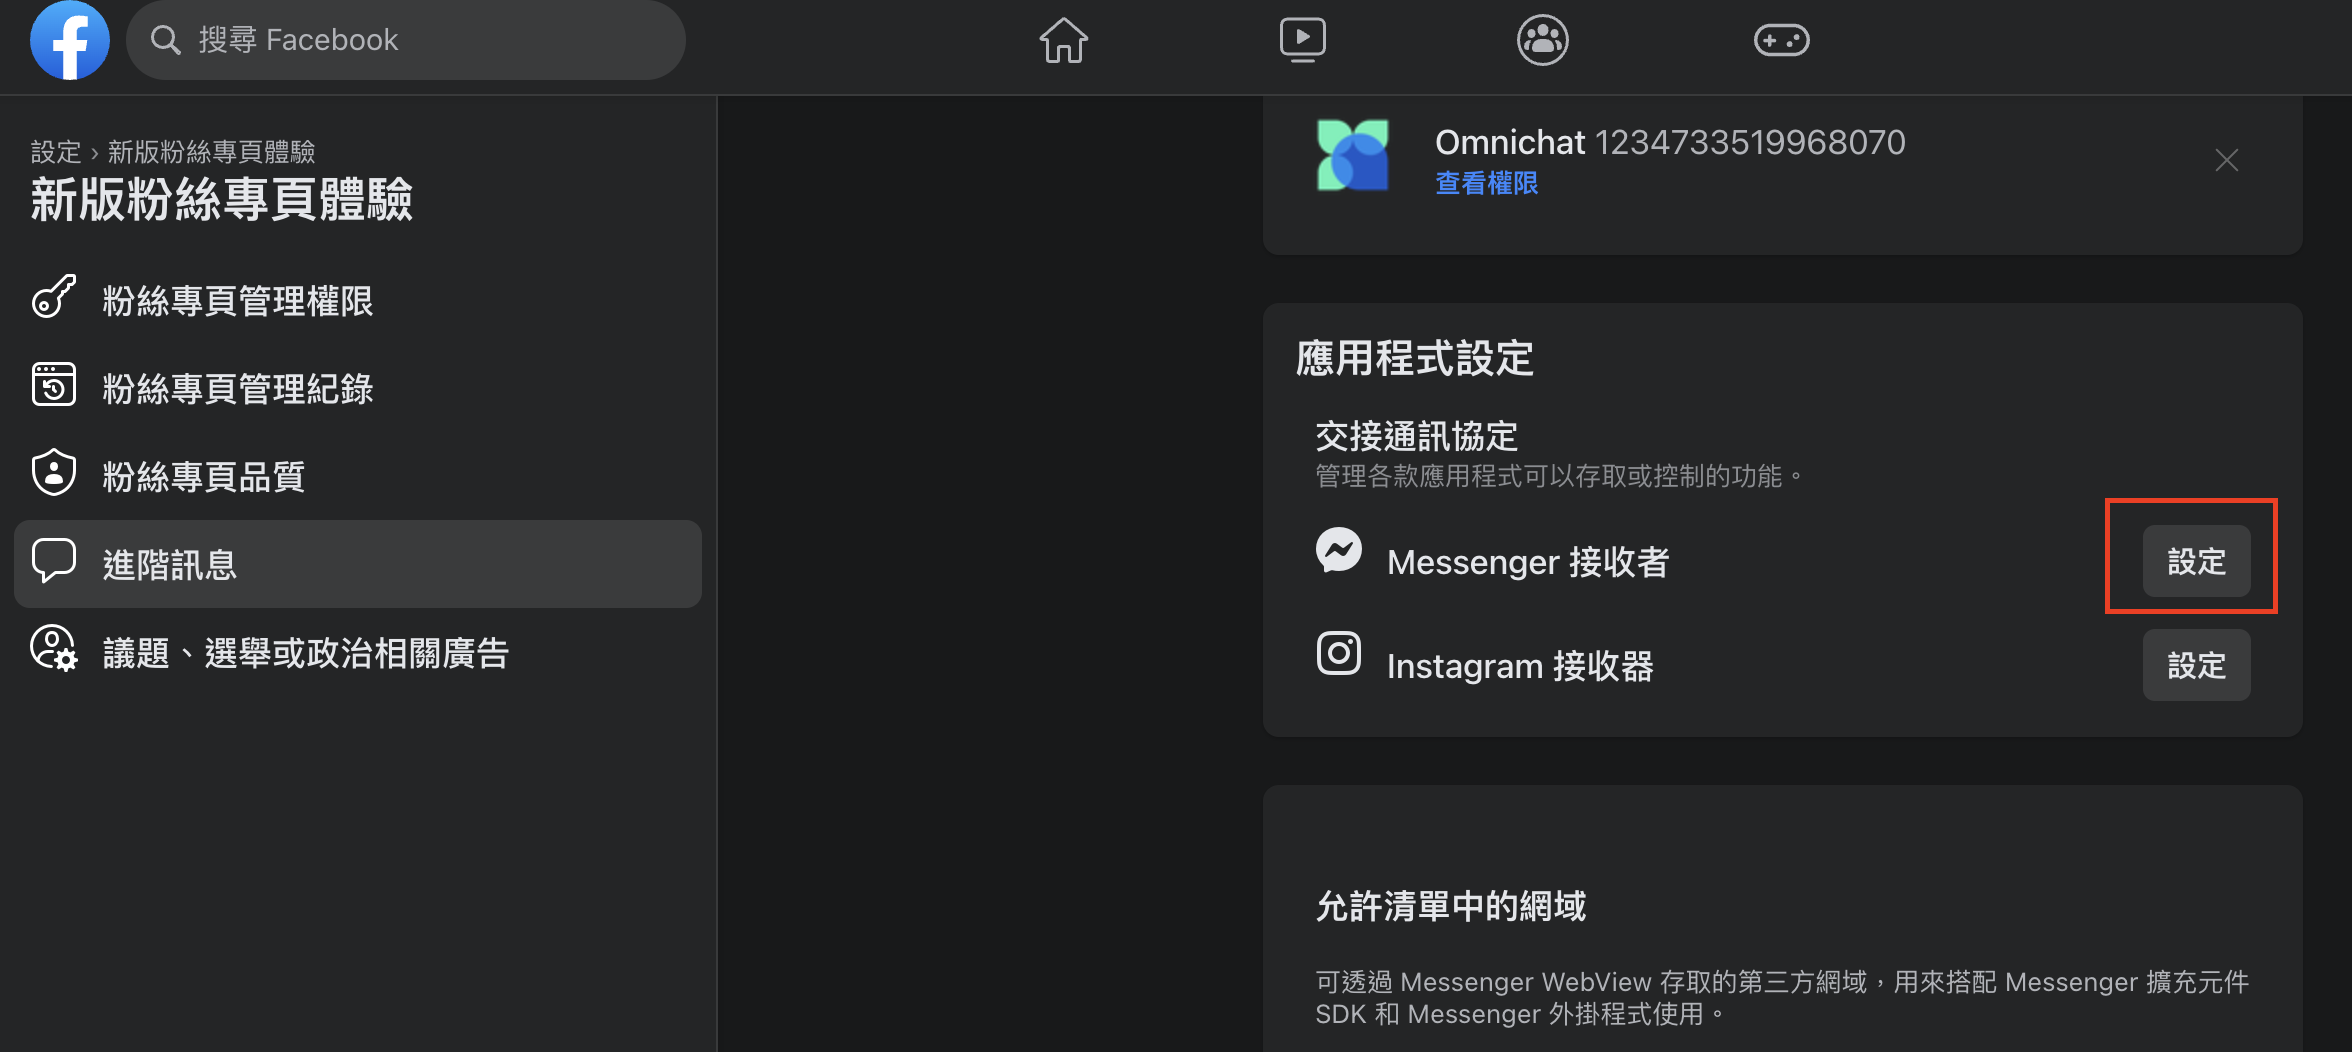 搜尋 Facebook
設定 › 新版粉絲專頁體驗
新版粉絲專頁體驗
粉絲專頁管理權限
粉絲專頁管理紀錄
粉絲專頁品質
進階訊息
議題、選舉或政治相關廣告
Omnichat 1234733519968070
查看權限
應用程式設定
交接通訊協定
管理各款應用程式可以存取或控制的功能。
Messenger 接收者
設定
Instagram 接收器
設定
允許清單中的網域
可透過 Messenger WebView 存取的第三方網域，用來搭配 Messenger 擴充元件
SDK 和 Messenger 外掛程式使用。